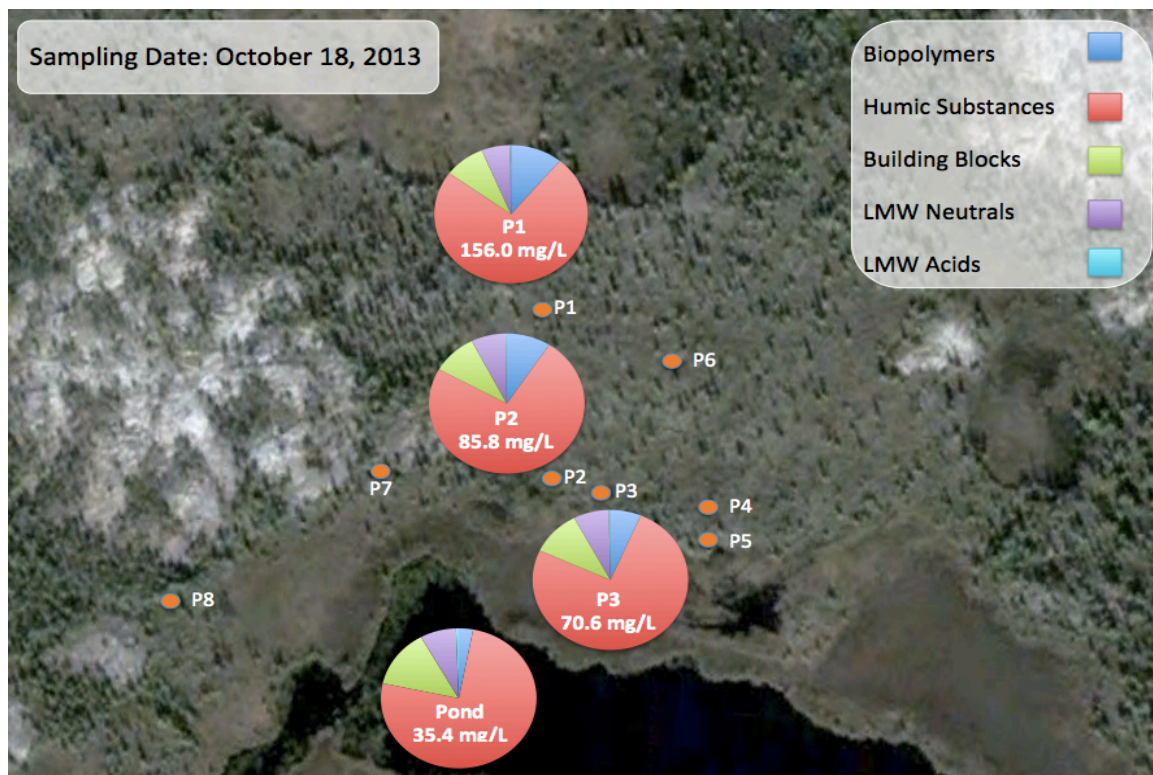 Sampling Date: October 18, 2013
Biopolymers
Humic Substances
Building Blocks
LMW Neutrals
LMW Acids
P1
156.0 mg/L
P1
P6
P2
85.8 mg/L
P7
P2
P3
P4
P5
P8
P3
70.6 mg/L
Pond
35.4 mg/L